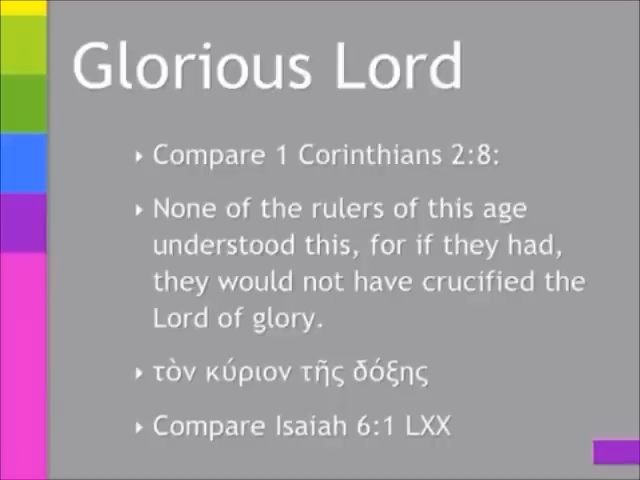 Glorious Lord
Compare 1 Corinthians 2:8:
None of the rulers of this age
understood this, for if they had,
they would not have crucified the
Lord of glory.
τὸν κύριον τῆς δόξης
Compare Isaiah 6:1 LXX